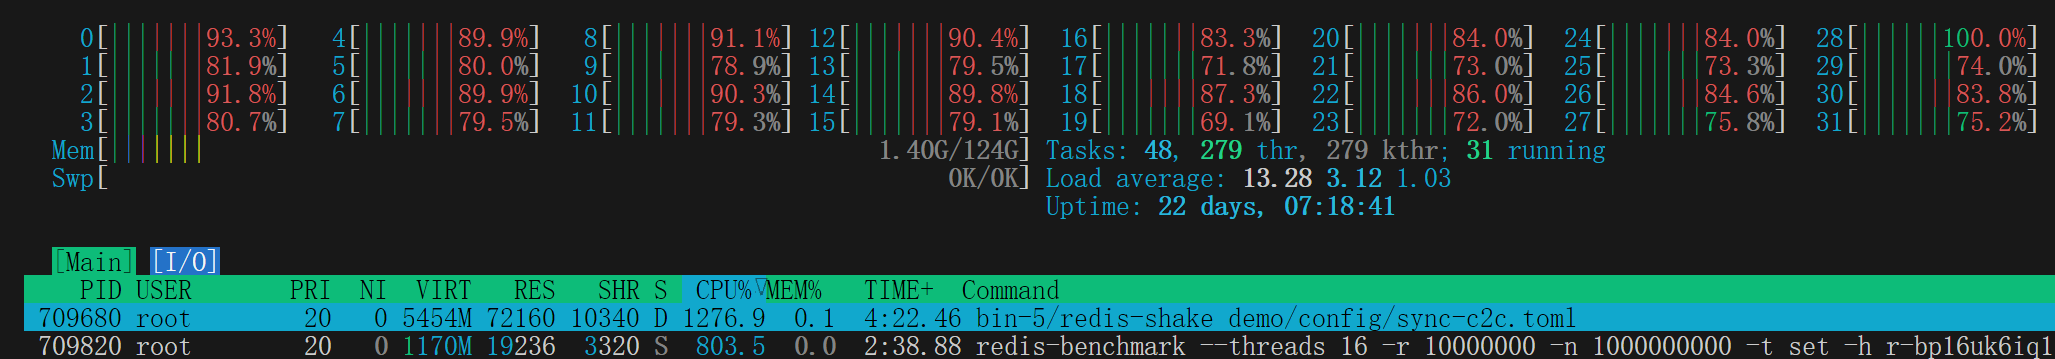 0[||||||| 93.3%] 4[||||||| 89.9%] 8[||||||| 91.1%] 12[||||||| 90.4%] 16[||||||| 83.3%] 20[||||||| 84.0%] 24[||||||| 84.0%] 28[|||||| 100.0%]
1[||||||| 81.9%] 5[||||||| 80.0%] 9[||||||| 78.9%] 13[||||||| 79.5%] 17[||||||| 71.8%] 21[||||||| 73.0%] 25[||||||| 73.3%] 29[||||||| 74.0%]
2[||||||| 91.8%] 6[||||||| 89.9%] 10[||||||| 90.3%] 14[||||||| 89.8%] 18[||||||| 87.3%] 22[||||||| 86.0%] 26[||||||| 84.6%] 30[||||||| 83.8%]
3[||||||| 80.7%] 7[||||||| 79.5%] 11[||||||| 79.3%] 15[||||||| 79.1%] 19[||||||| 69.1%] 23[||||||| 72.0%] 27[||||||| 75.8%] 31[||||||| 75.2%]
Mem[||||||| 1.40G/124G] Tasks: 48, 279 thr, 279 kthr; 31 running
Swp[ 0K/0K] Load average: 13.28 3.12 1.03
Uptime: 22 days, 07:18:41
[Main] [I/O]
PID USER PRI NI VIRT RES SHR S CPU%▽MEM% TIME+ Command
709680 root 20 0 5454M 72160 10340 D 1276.9 0.1 4:22.46 bin-5/redis-shake demo/config/sync-c2c.toml
709820 root 20 0 1170M 19236 3320 S 803.5 0.0 2:38.88 redis-benchmark --threads 16 -r 10000000 -n 1000000000 -t set -h r-bp16uk6iq1